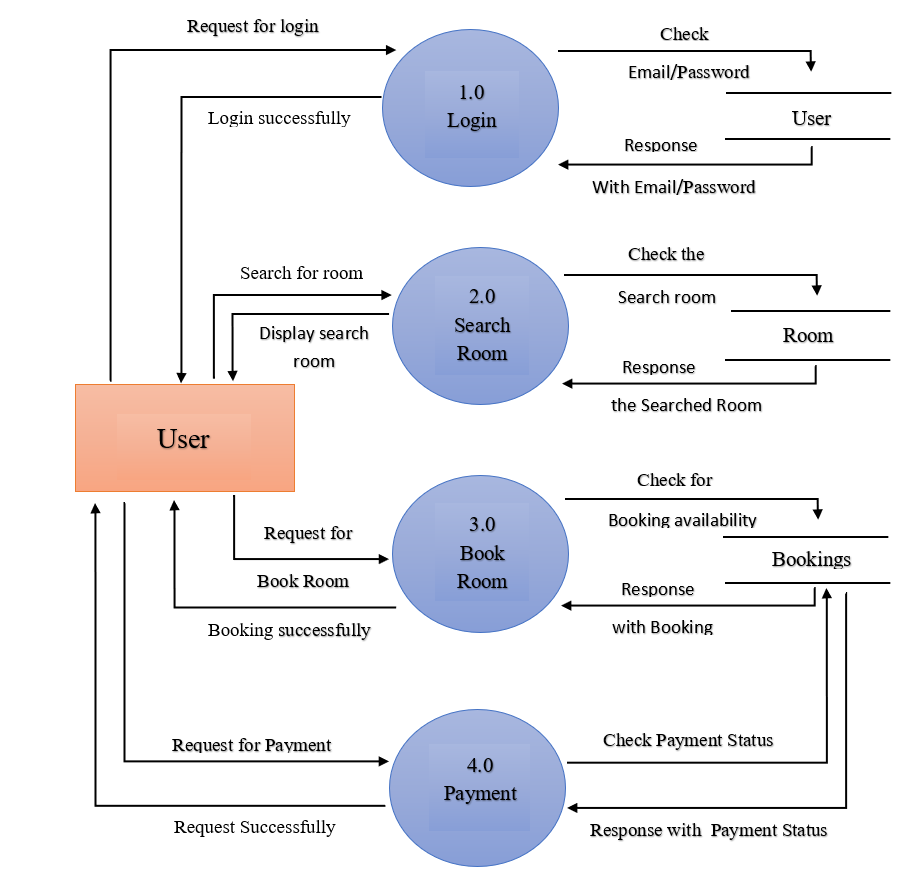 Request for login
Check
Email/Password
1.0
Login
Login successfully
User
Response
With Email/Password
Search for room
Check the
Search room
2.0
Search
Room
Display search
room
Room
Response
the Searched Room
User
Check for
Booking availability
3.0
Book
Room
Request for
Book Room
Bookings
Response
with Booking
Booking successfully
Request for Payment
Check Payment Status
4.0
Payment
Request Successfully
Response with  Payment Status